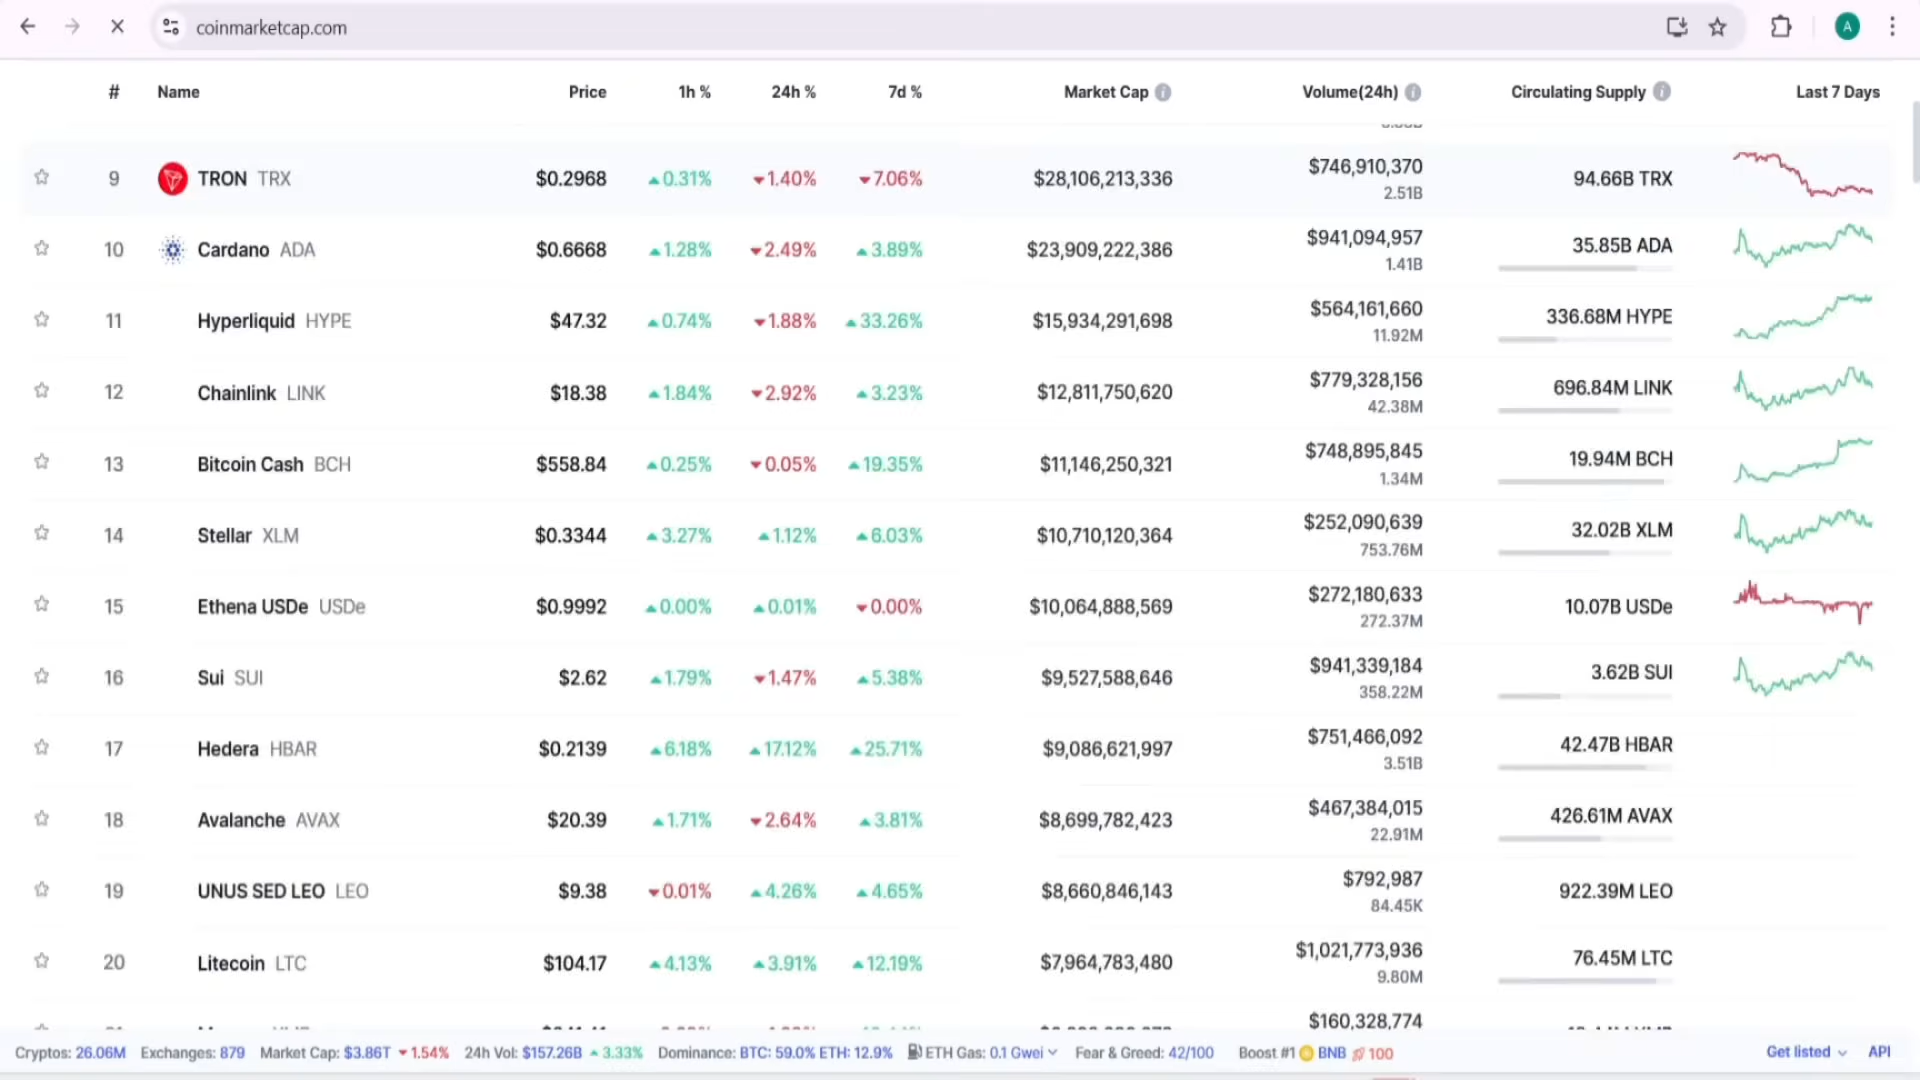 coinmarketcap.com
A
# Name Price 1h % 24h % 7d % Market Cap Volume(24h) Circulating Supply Last 7 Days
9 TRON TRX $0.2968 0.31% 1.40% 7.06% $28,106,213,336 $746,910,370 94.66B TRX
2.51B
10 Cardano ADA $0.6668 1.28% 2.49% 3.89% $23,909,222,386 $941,094,957 35.85B ADA
1.41B
11 Hyperliquid HYPE $47.32 0.74% 1.88% 33.26% $15,934,291,698 $564,161,660 336.68M HYPE
11.92M
12 Chainlink LINK $18.38 1.84% 2.92% 3.23% $12,811,750,620 $779,328,156 696.84M LINK
42.38M
13 Bitcoin Cash BCH $558.84 0.25% 0.05% 19.35% $11,146,250,321 $748,895,845 19.94M BCH
1.34M
14 Stellar XLM $0.3344 3.27% 1.12% 6.03% $10,710,120,364 $252,090,639 32.02B XLM
753.76M
15 Ethena USDe USDe $0.9992 0.00% 0.01% 0.00% $10,064,888,569 $272,180,633 10.07B USDe
272.37M
16 Sui SUI $2.62 1.79% 1.47% 5.38% $9,527,588,646 $941,339,184 3.62B SUI
358.22M
17 Hedera HBAR $0.2139 6.18% 17.12% 25.71% $9,086,621,997 $751,466,092 42.47B HBAR
3.51B
18 Avalanche AVAX $20.39 1.71% 2.64% 3.81% $8,699,782,423 $467,384,015 426.61M AVAX
22.91M
19 UNUS SED LEO LEO $9.38 0.01% 4.26% 4.65% $8,660,846,143 $792,987 922.39M LEO
84.45K
20 Litecoin LTC $104.17 4.13% 3.91% 12.19% $7,964,783,480 $1,021,773,936 76.45M LTC
9.80M
$160,328,774
Cryptos: 26.06M Exchanges: 879 Market Cap: $3.86T 1.54% 24h Vol: $157.26B 3.33% Dominance: BTC: 59.0% ETH: 12.9% ETH Gas: 0.1 Gwei Fear & Greed: 42/100 Boost #1 BNB 100 Get listed API